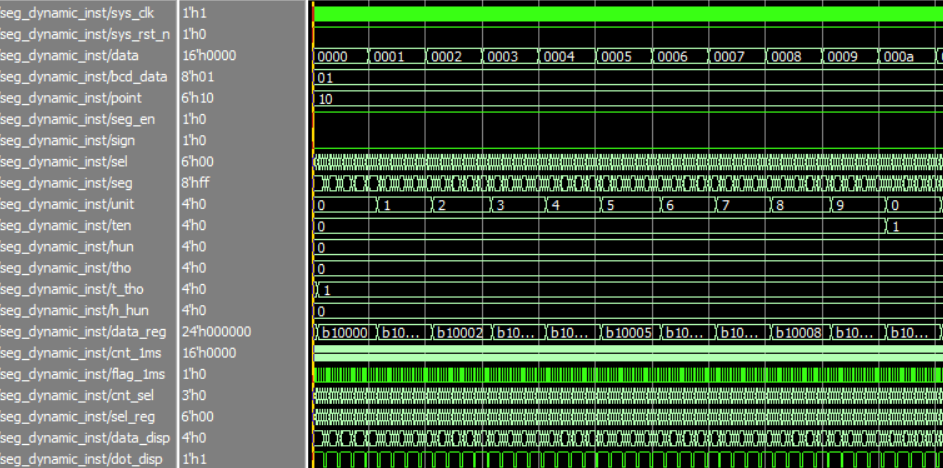 /seg_dynamic_inst/sys_clk 1'h1
/seg_dynamic_inst/sys_rst_n 1'h0
/seg_dynamic_inst/data 16'h0000 0000 0001 0002 0003 0004 0005 0006 0007 0008 0009 000a
/seg_dynamic_inst/bcd_data 8'h01 01
/seg_dynamic_inst/point 6'h10 10
/seg_dynamic_inst/seg_en 1'h0
/seg_dynamic_inst/sign 1'h0
/seg_dynamic_inst/sel 6'h00
/seg_dynamic_inst/seg 8'hff
/seg_dynamic_inst/unit 4'h0 0 1 2 3 4 5 6 7 8 9 0
/seg_dynamic_inst/ten 4'h0 0 1
/seg_dynamic_inst/hun 4'h0 0
/seg_dynamic_inst/tho 4'h0 0
/seg_dynamic_inst/t_tho 4'h0 1
/seg_dynamic_inst/h_hun 4'h0 0
/seg_dynamic_inst/data_reg 24'h000000 b10000 b10... b10002 b10... b10... b10005 b10... b10... b10008 b10... b10...
/seg_dynamic_inst/cnt_1ms 16'h0000
/seg_dynamic_inst/flag_1ms 1'h0
/seg_dynamic_inst/cnt_sel 3'h0
/seg_dynamic_inst/sel_reg 6'h00
/seg_dynamic_inst/data_disp 4'h0
/seg_dynamic_inst/dot_disp 1'h1